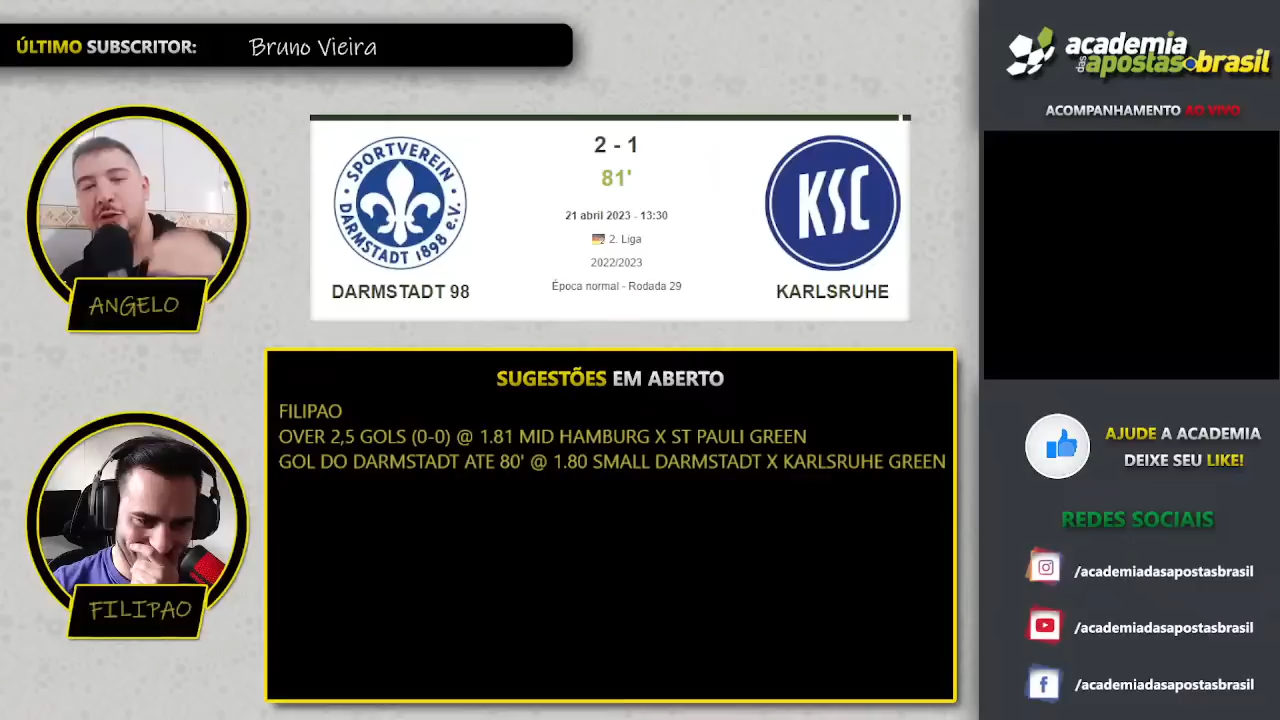 ÚLTIMO SUBSCRITOR: Bruno Vieira
academia
das apostas brasil
ACOMPANHAMENTO AO VIVO
SPORTVEREIN
DARMSTADT 1898 e.V.
DARMSTADT 98
2 - 1
81'
21 abril 2023 - 13:30
2. Liga
2022/2023
Época normal - Rodada 29
KSC
KARLSRUHE
ANGELO
FILIPAO
SUGESTÕES EM ABERTO
FILIPAO
OVER 2,5 GOLS (0-0) @ 1.81 MID HAMBURG X ST PAULI GREEN
GOL DO DARMSTADT ATE 80' @ 1.80 SMALL DARMSTADT X KARLSRUHE GREEN
AJUDE A ACADEMIA
DEIXE SEU LIKE!
REDES SOCIAIS
/academiadasapostasbrasil
/academiadasapostasbrasil
/academiadasapostasbrasil